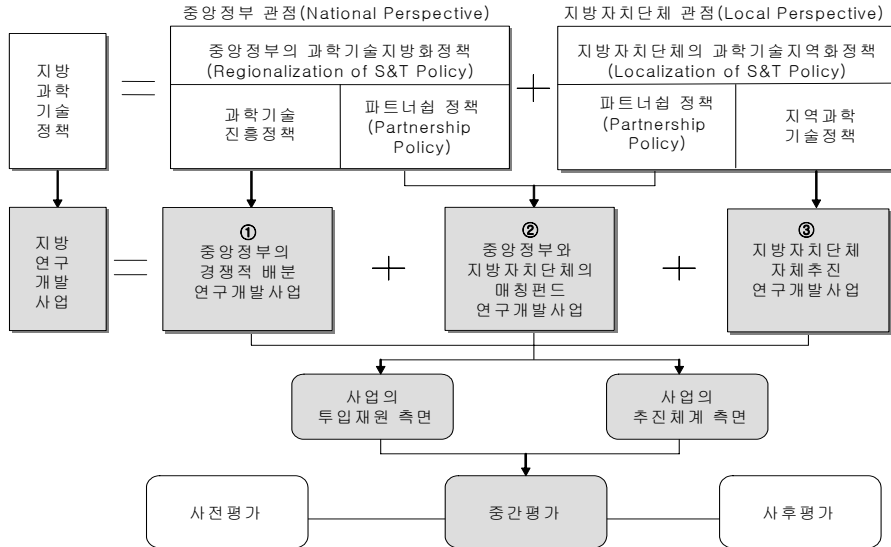 중앙정부 관점(National Perspective)
지방자치단체 관점(Local Perspective)
지방
과학
기술
정책
=
중앙정부의 과학기술지방화정책
(Regionalization of S&T Policy)
과학기술
진흥정책
파트너쉽 정책
(Partnership
Policy)
+
지방자치단체의 과학기술지역화정책
(Localization of S&T Policy)
파트너쉽 정책
(Partnership
Policy)
지역과학
기술정책
지방
연구
개발
사업
=
①
중앙정부의
경쟁적 배분
연구개발사업
+
②
중앙정부와
지방자치단체의
매칭펀드
연구개발사업
+
③
지방자치단체
자체추진
연구개발사업
사업의
투입재원 측면
사업의
추진체계 측면
사전평가
중간평가
사후평가